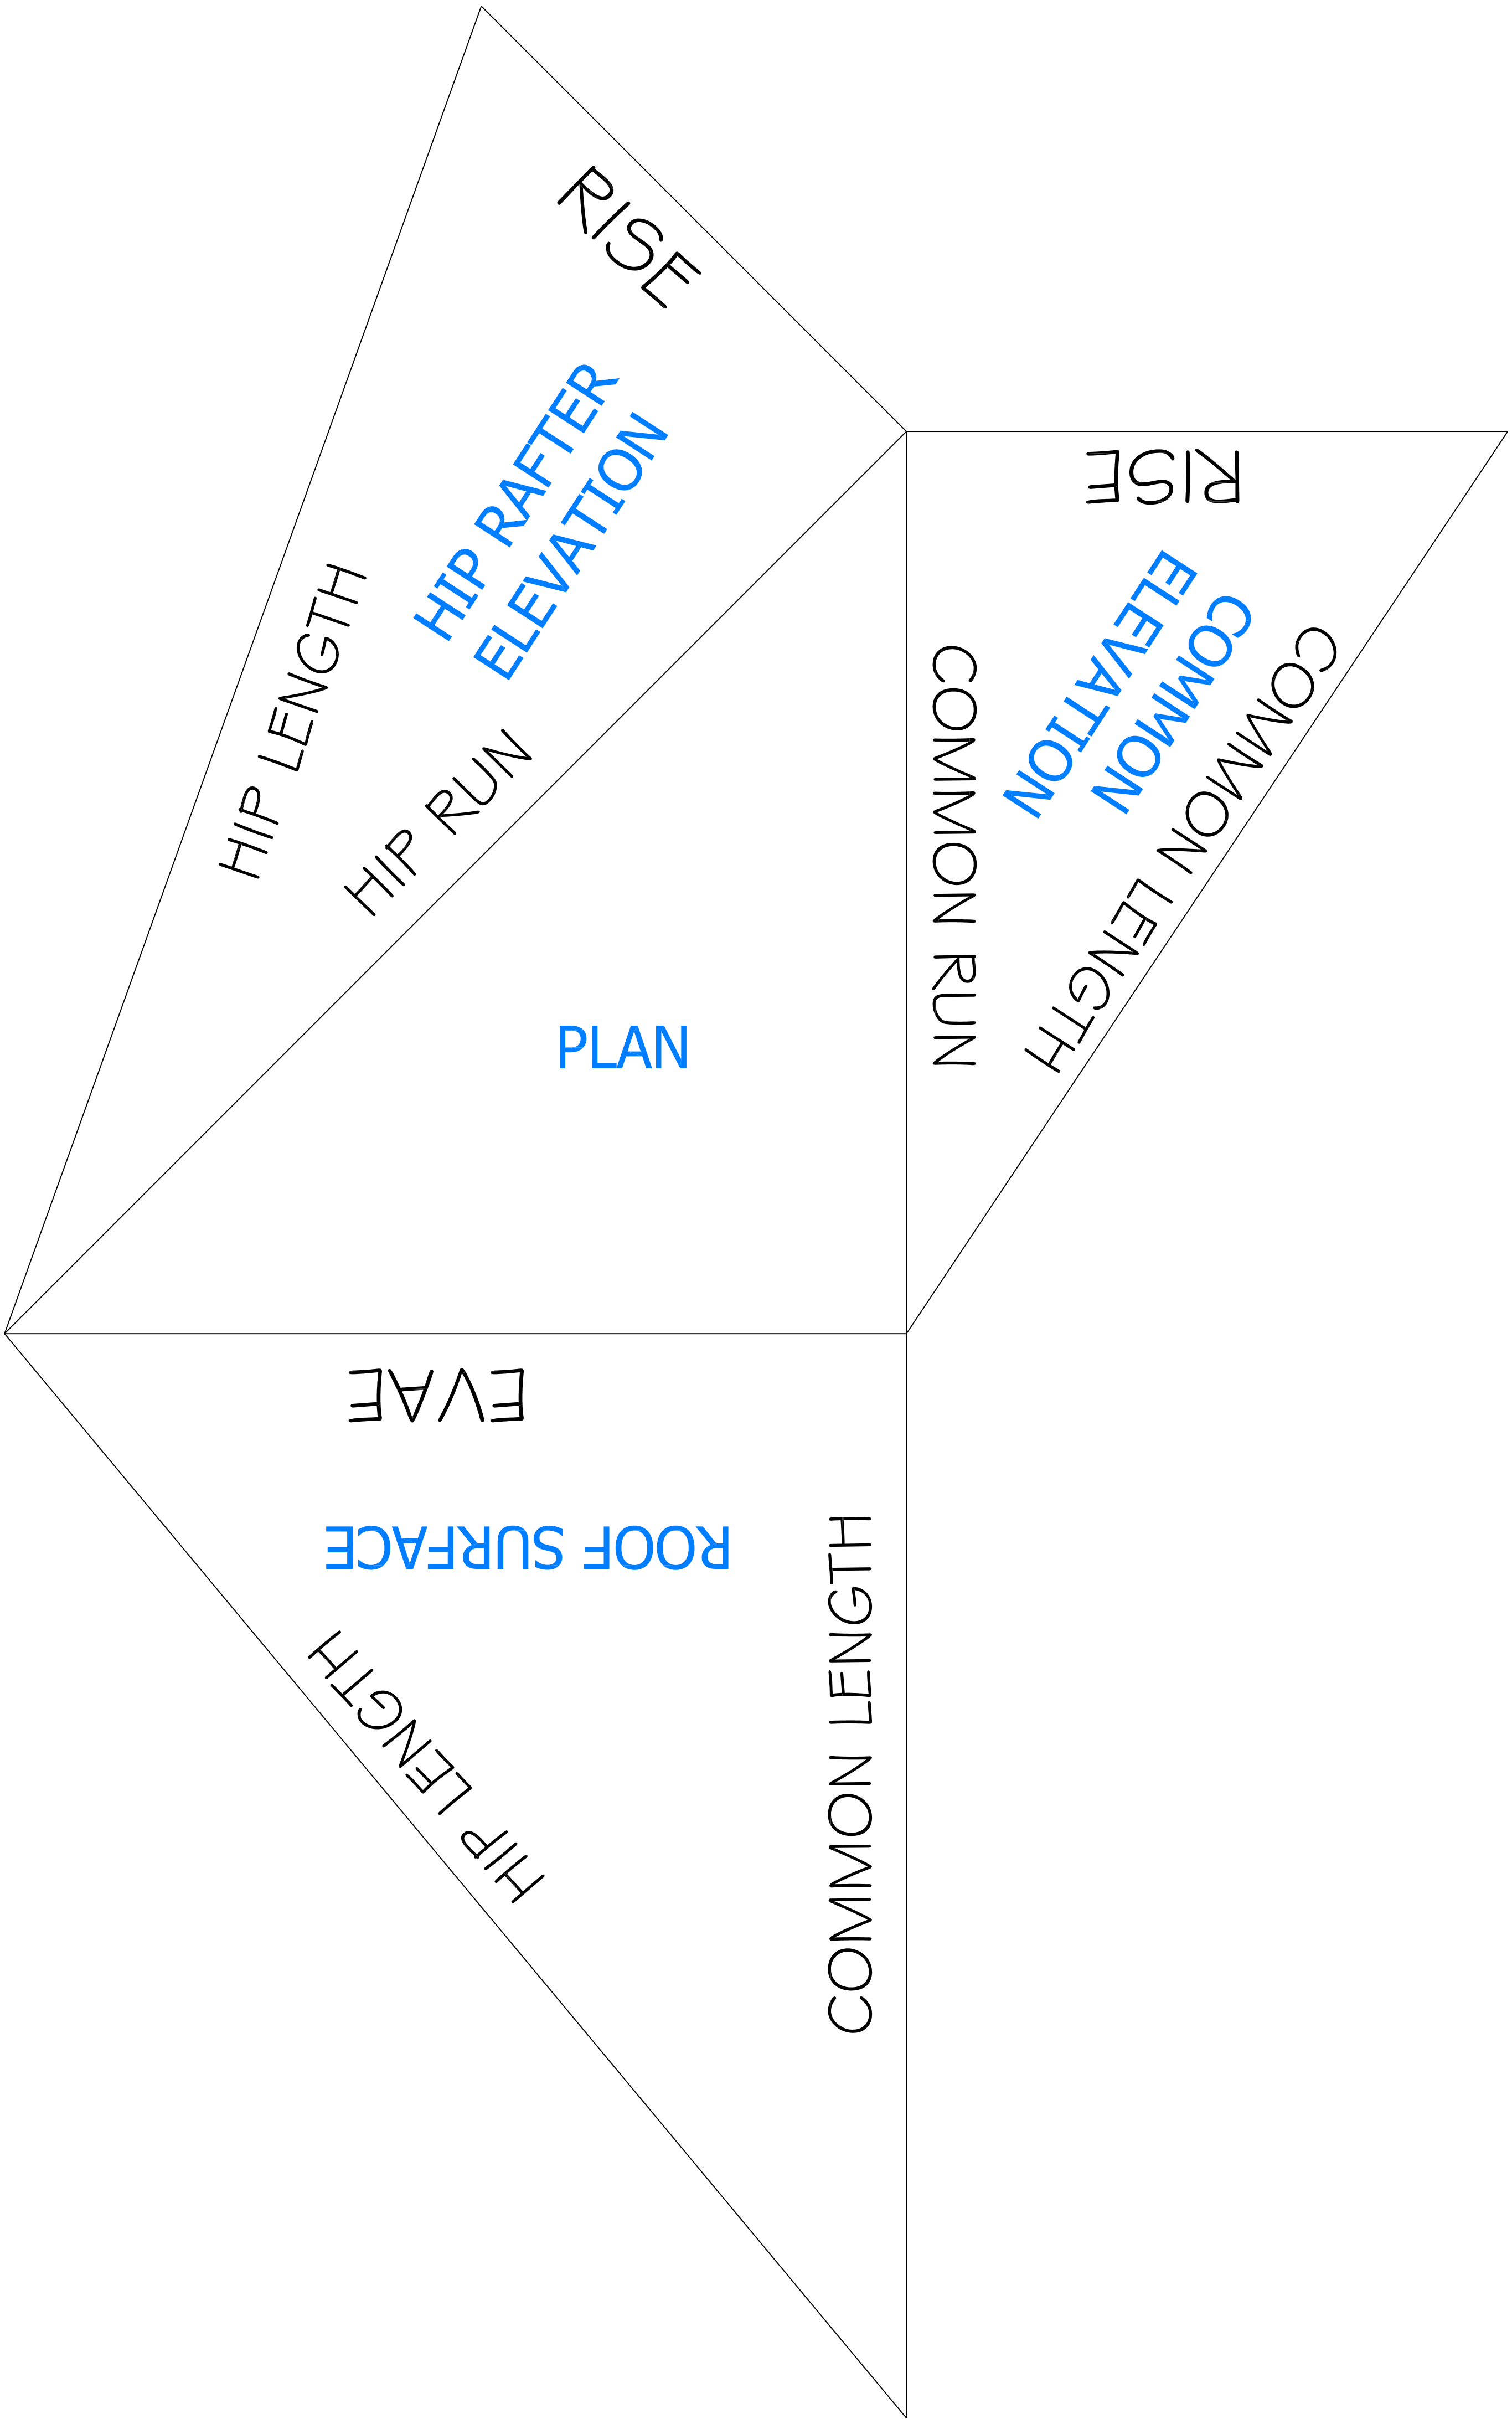 RISE
HIP RAFTER
ELEVATION
HIP LENGTH
HIP RUN
RISE
COMMON
ELEVATION
COMMON RUN
COMMON LENGTH
PLAN
EVAE
ROOF SURFACE
HIP LENGTH
COMMON LENGTH